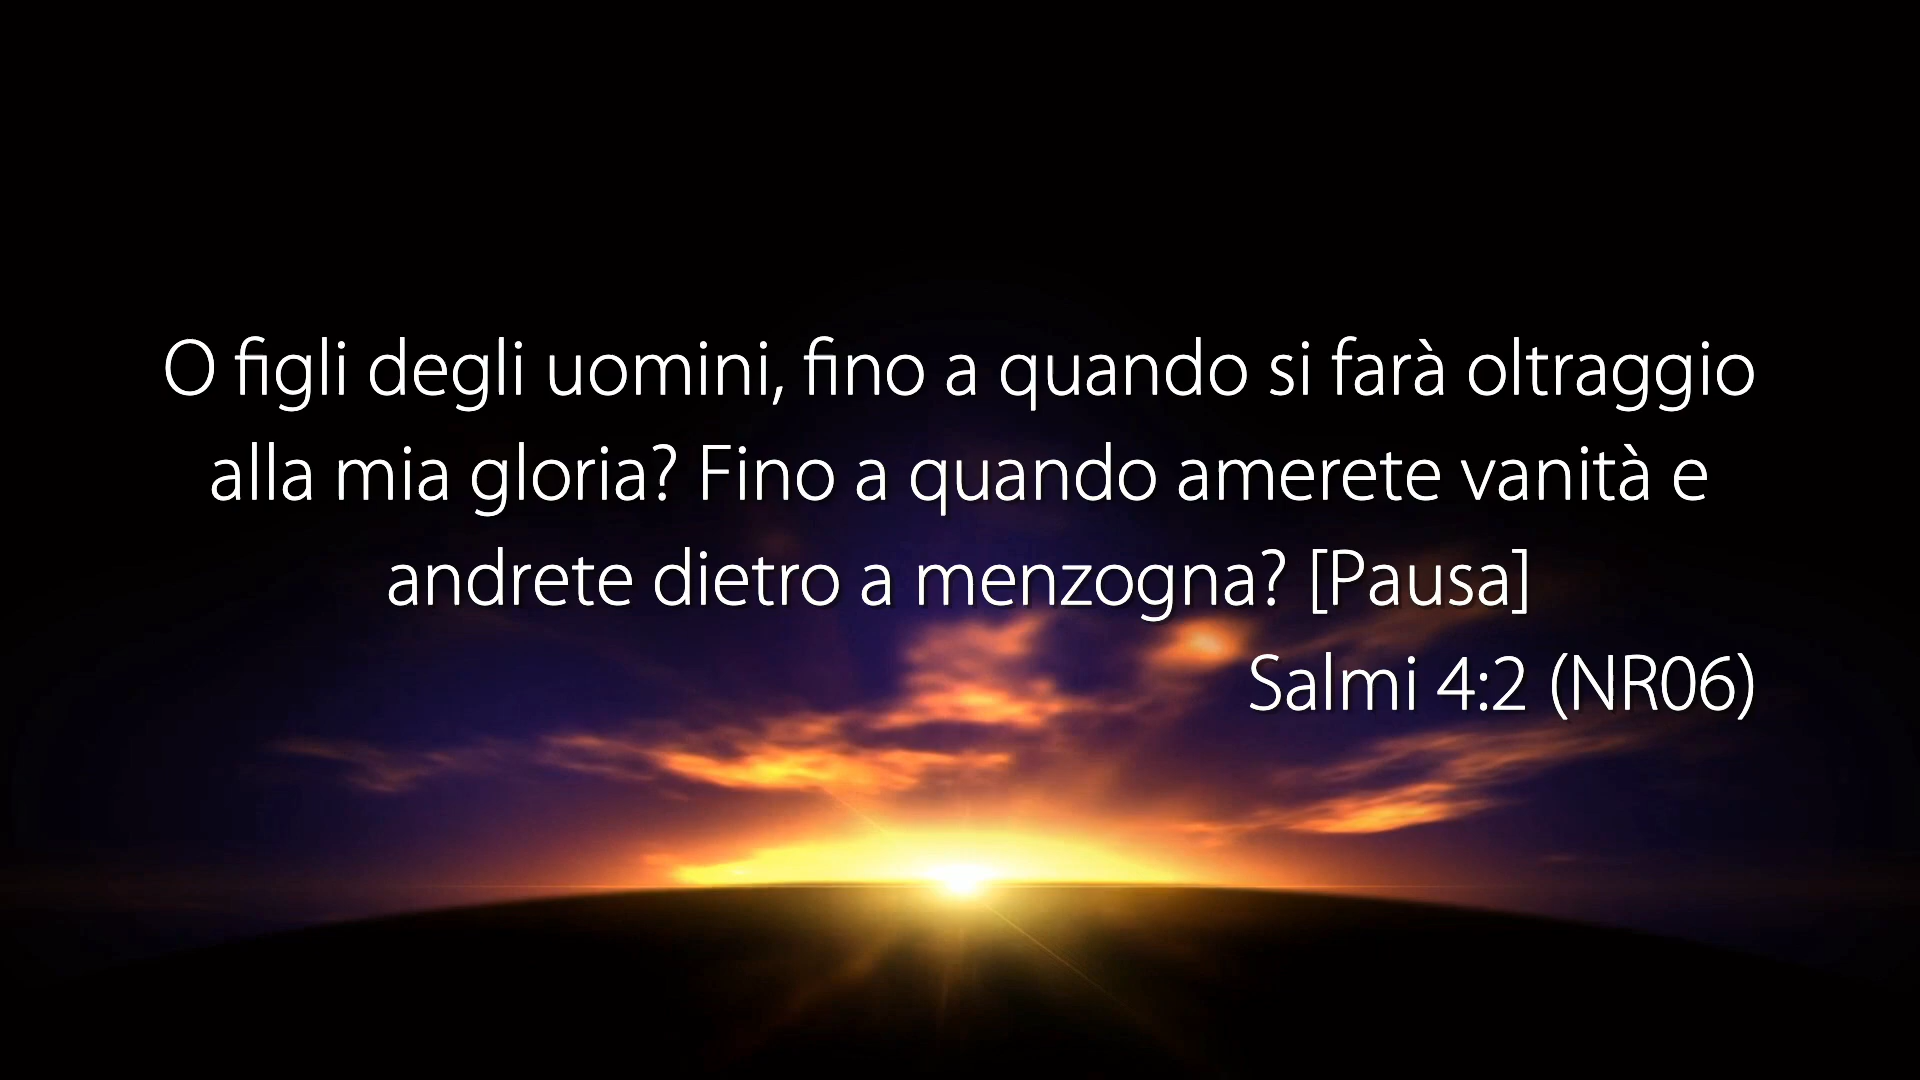 O figli degli uomini, fino a quando si farà oltraggio
alla mia gloria? Fino a quando amerete vanità e
andrete dietro a menzogna? [Pausa]
Salmi 4:2 (NR06)